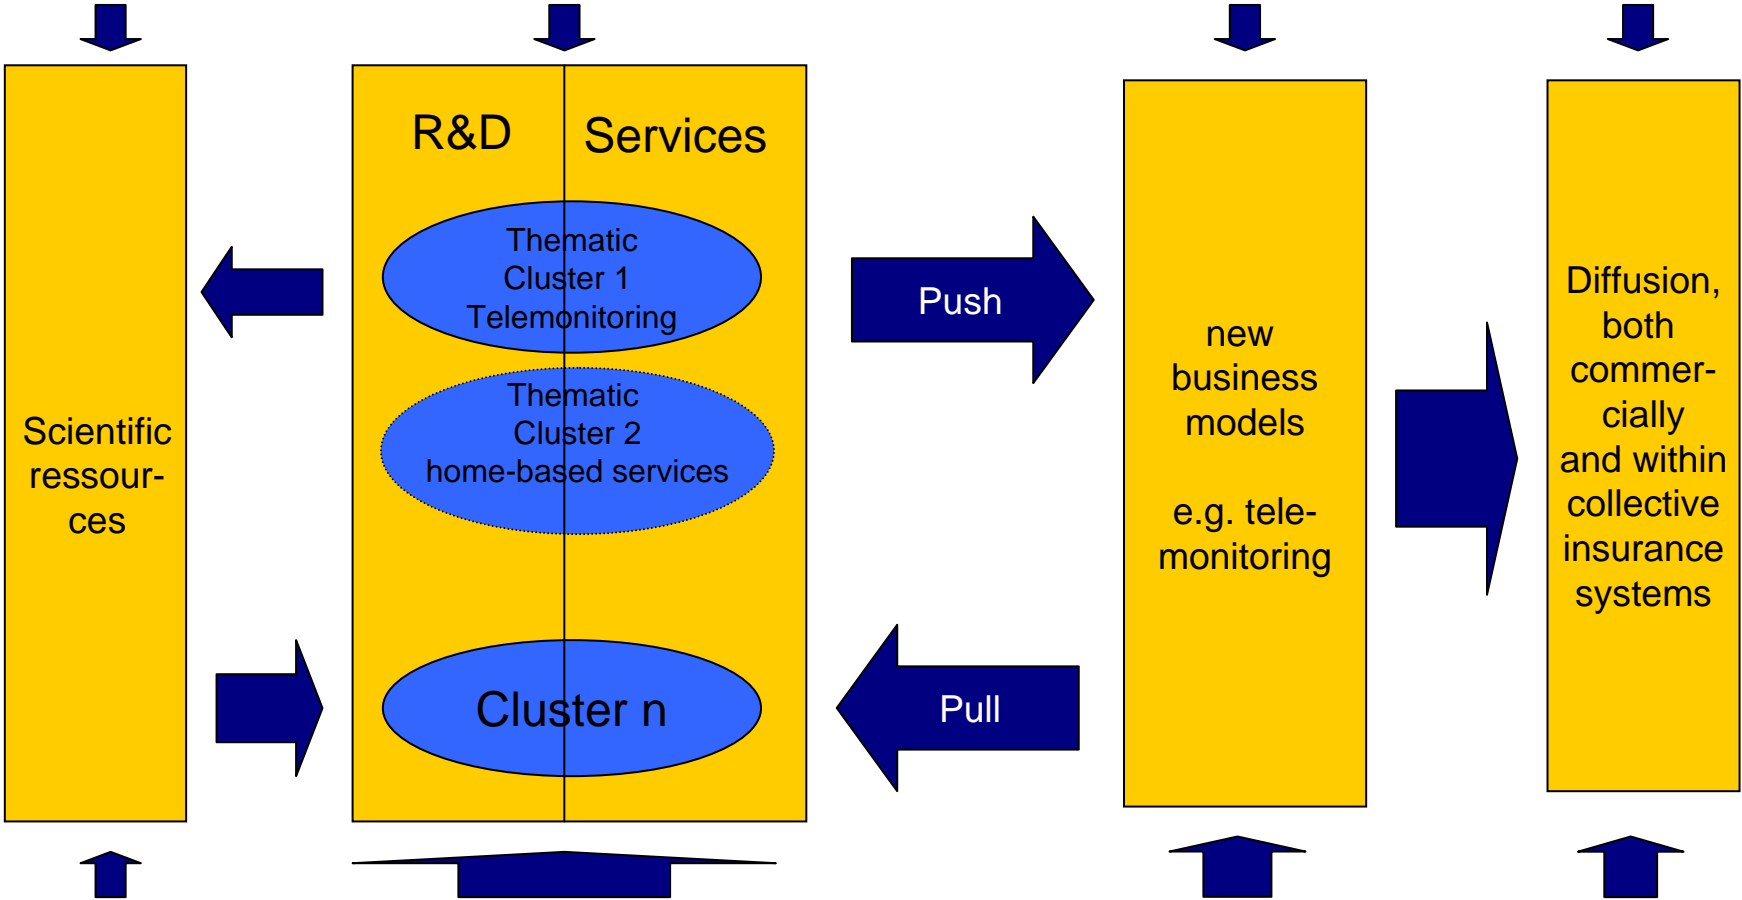 Scientific
ressour-
ces
R&D
Services
Thematic
Cluster 1
Telemonitoring
Thematic
Cluster 2
home-based services
Cluster n
Push
Pull
new
business
models
e.g. tele-
monitoring
Diffusion,
both
commer-
cially
and within
collective
insurance
systems